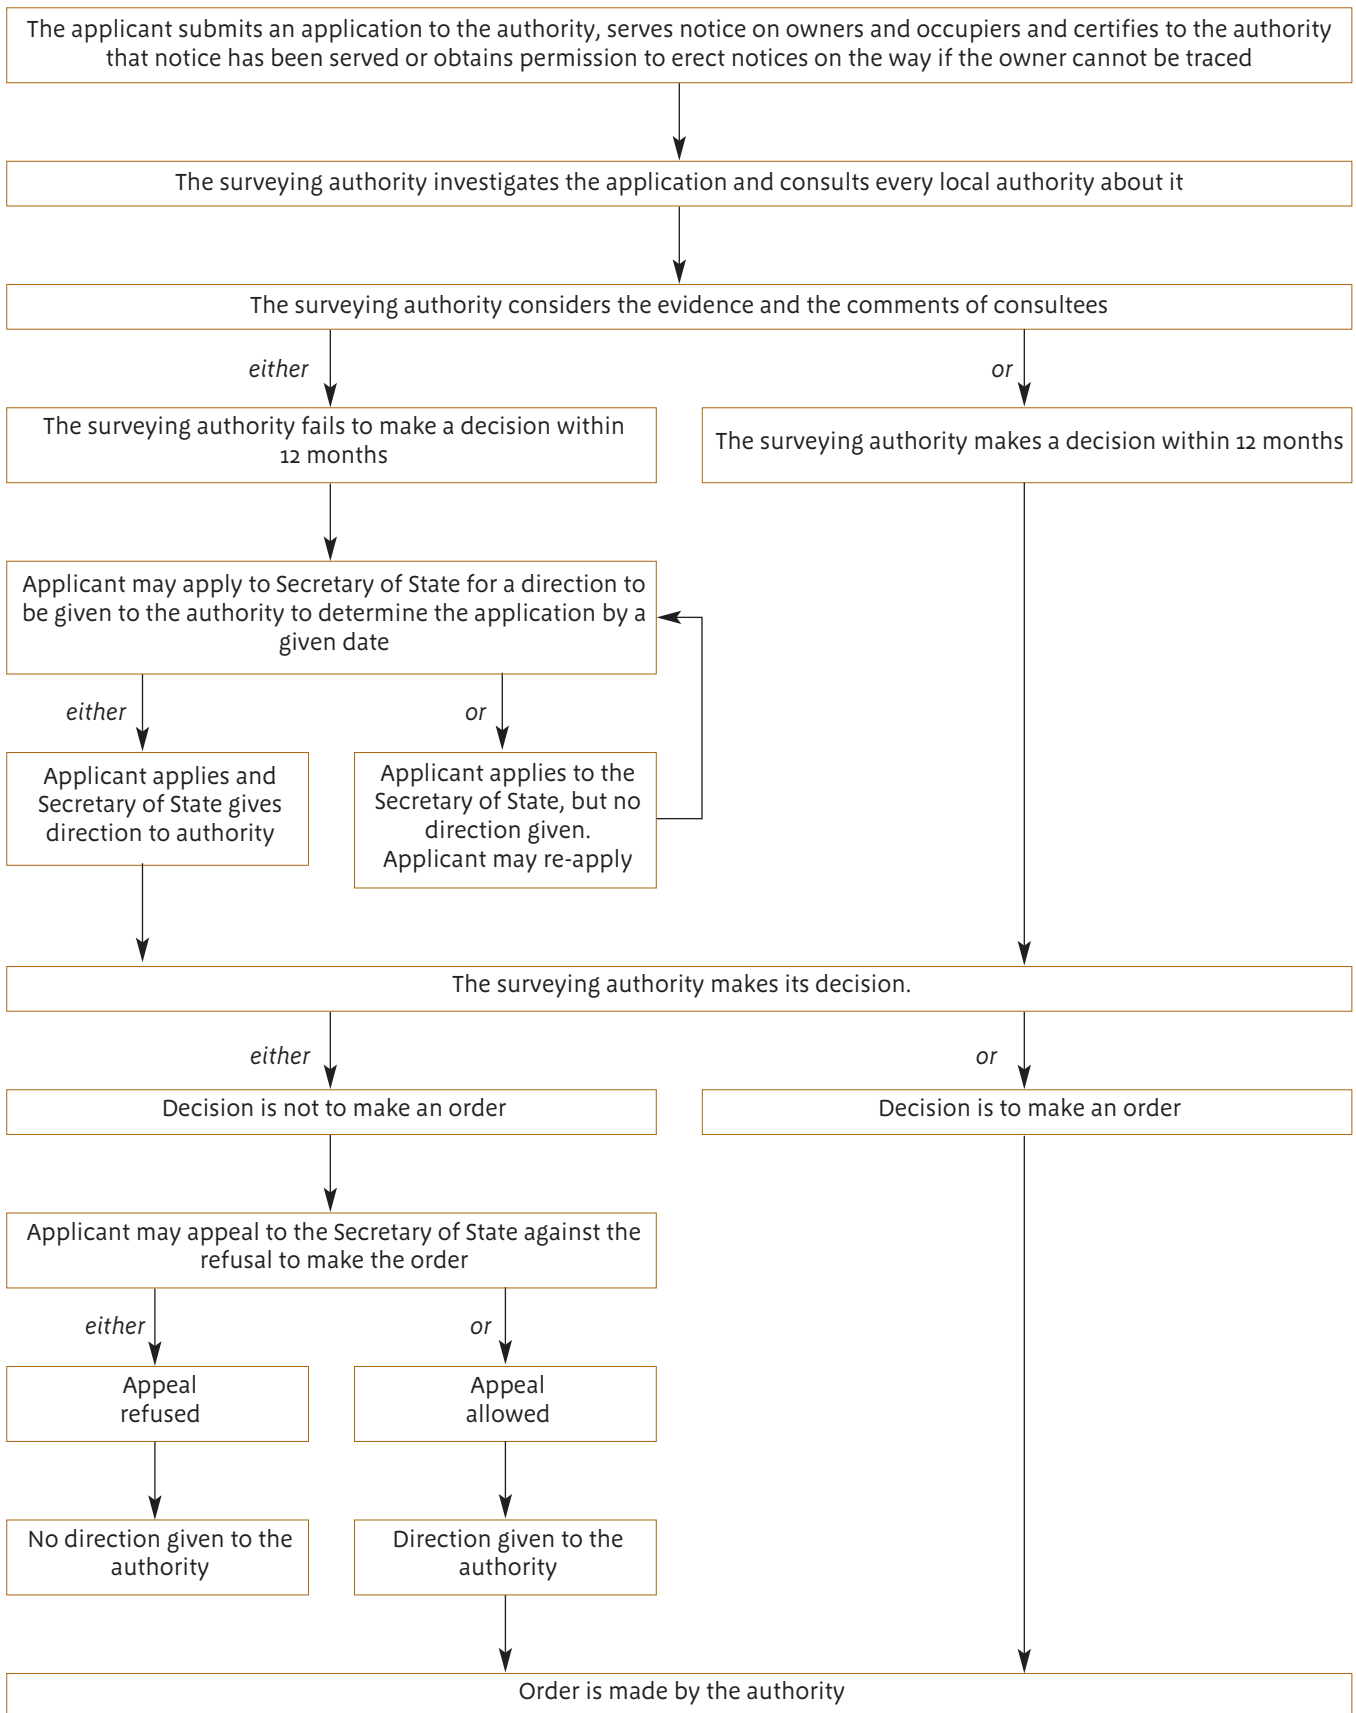 The applicant submits an application to the authority, serves notice on owners and occupiers and certifies to the authority
that notice has been served or obtains permission to erect notices on the way if the owner cannot be traced
The surveying authority investigates the application and consults every local authority about it
The surveying authority considers the evidence and the comments of consultees
either
or
The surveying authority fails to make a decision within
12 months
The surveying authority makes a decision within 12 months
Applicant may apply to Secretary of State for a direction to
be given to the authority to determine the application by a
given date
either
or
Applicant applies and
Secretary of State gives
direction to authority
Applicant applies to the
Secretary of State, but no
direction given.
Applicant may re-apply
The surveying authority makes its decision.
either
or
Decision is not to make an order
Decision is to make an order
Applicant may appeal to the Secretary of State against the
refusal to make the order
either
or
Appeal
refused
Appeal
allowed
No direction given to the
authority
Direction given to the
authority
Order is made by the authority